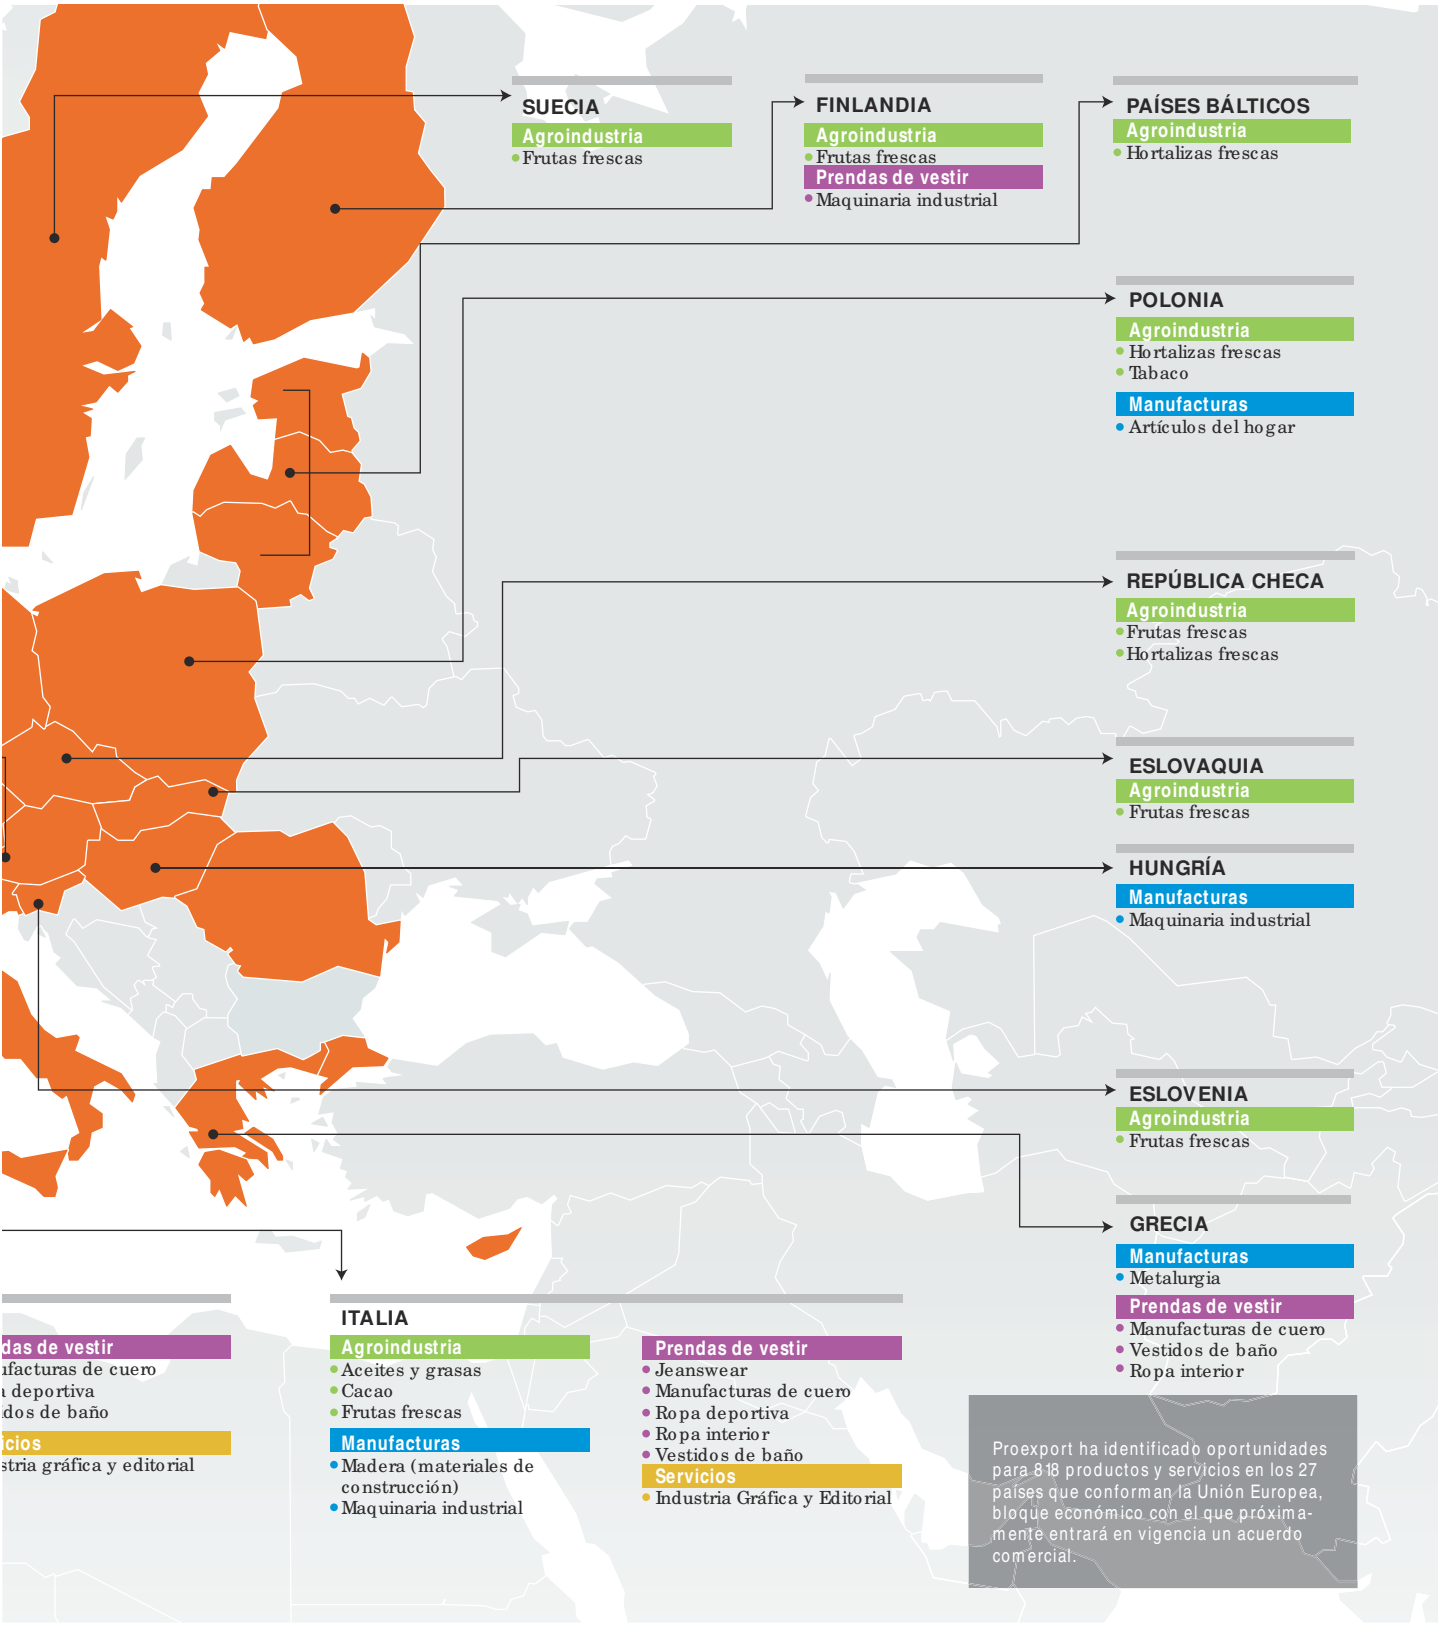 SUECIA
Agroindustria
Frutas frescas
FINLANDIA
Agroindustria
Frutas frescas
Prendas de vestir
Maquinaria industrial
PAÍSES BÁLTICOS
Agroindustria
Hortalizas frescas
POLONIA
Agroindustria
Hortalizas frescas
Tabaco
Manufacturas
Artículos del hogar
REPÚBLICA CHECA
Agroindustria
Frutas frescas
Hortalizas frescas
ESLOVAQUIA
Agroindustria
Frutas frescas
HUNGRÍA
Manufacturas
Maquinaria industrial
ESLOVENIA
Agroindustria
Frutas frescas
GRECIA
Manufacturas
Metalurgia
Prendas de vestir
Manufacturas de cuero
Vestidos de baño
Ropa interior
das de vestir
ufacturas de cuero
a deportiva
idos de baño
icios
stria gráfica y editorial
ITALIA
Agroindustria
Aceites y grasas
Cacao
Frutas frescas
Manufacturas
Madera (materiales de
construcción)
Maquinaria industrial
Prendas de vestir
Jeanswear
Manufacturas de cuero
Ropa deportiva
Ropa interior
Vestidos de baño
Servicios
Industria Gráfica y Editorial
Proexport ha identificado oportunidades
para 818 productos y servicios en los 27
países que conforman la Unión Europea,
bloque económico con el que próxima-
mente entrará en vigencia un acuerdo
comercial.